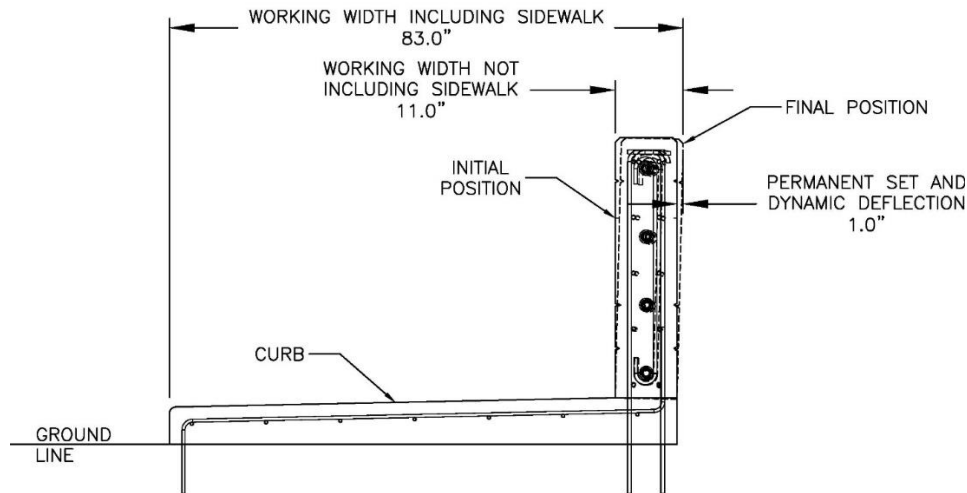 WORKING WIDTH INCLUDING SIDEWALK
83.0"
WORKING WIDTH NOT
INCLUDING SIDEWALK
11.0"
FINAL POSITION
INITIAL
POSITION
PERMANENT SET AND
DYNAMIC DEFLECTION
1.0"
CURB
GROUND
LINE